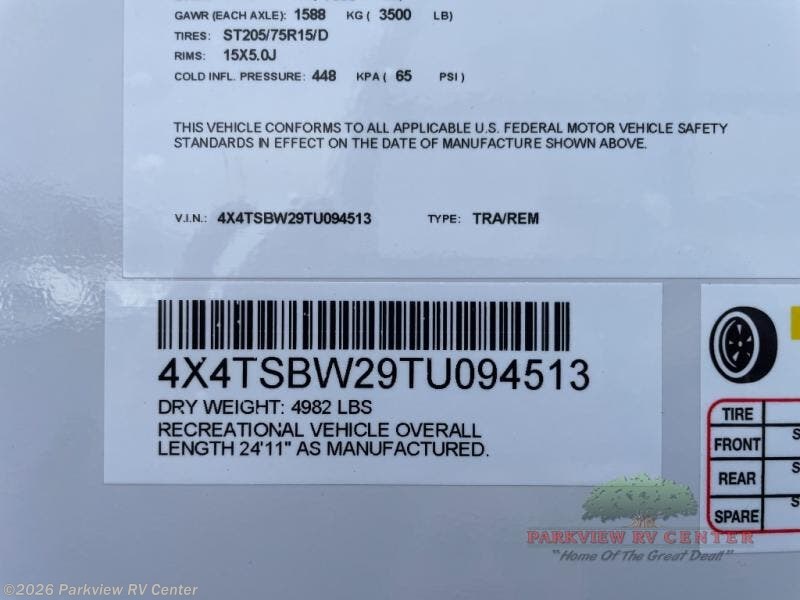 GAWR (EACH AXLE): 1588 KG ( 3500 LB)
TIRES: ST205/75R15/D
RIMS: 15X5.0J
COLD INFL. PRESSURE: 448 KPA ( 65 PSI )
THIS VEHICLE CONFORMS TO ALL APPLICABLE U.S. FEDERAL MOTOR VEHICLE SAFETY
STANDARDS IN EFFECT ON THE DATE OF MANUFACTURE SHOWN ABOVE.
V.I.N.: 4X4TSBW29TU094513 TYPE: TRA/REM
4X4TSBW29TU094513
DRY WEIGHT: 4982 LBS
RECREATIONAL VEHICLE OVERALL
LENGTH 24'11" AS MANUFACTURED.
TIRE
FRONT S
REAR S
SPARE S
PARKVIEW RV CENTER
"Home Of The Great Deal!"
©2026 Parkview RV Center